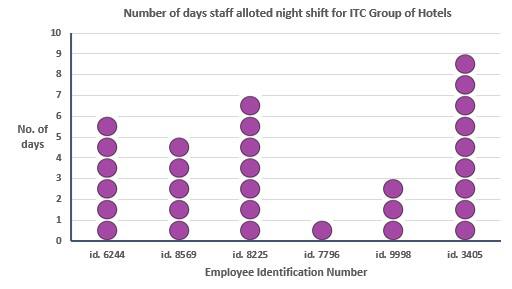 Number of days staff alloted night shift for ITC Group of Hotels
10
9
8
7
6
5
4
3
2
1
0
No. of
days
id. 6244 id. 8569 id. 8225 id. 7796 id. 9998 id. 3405
Employee Identification Number